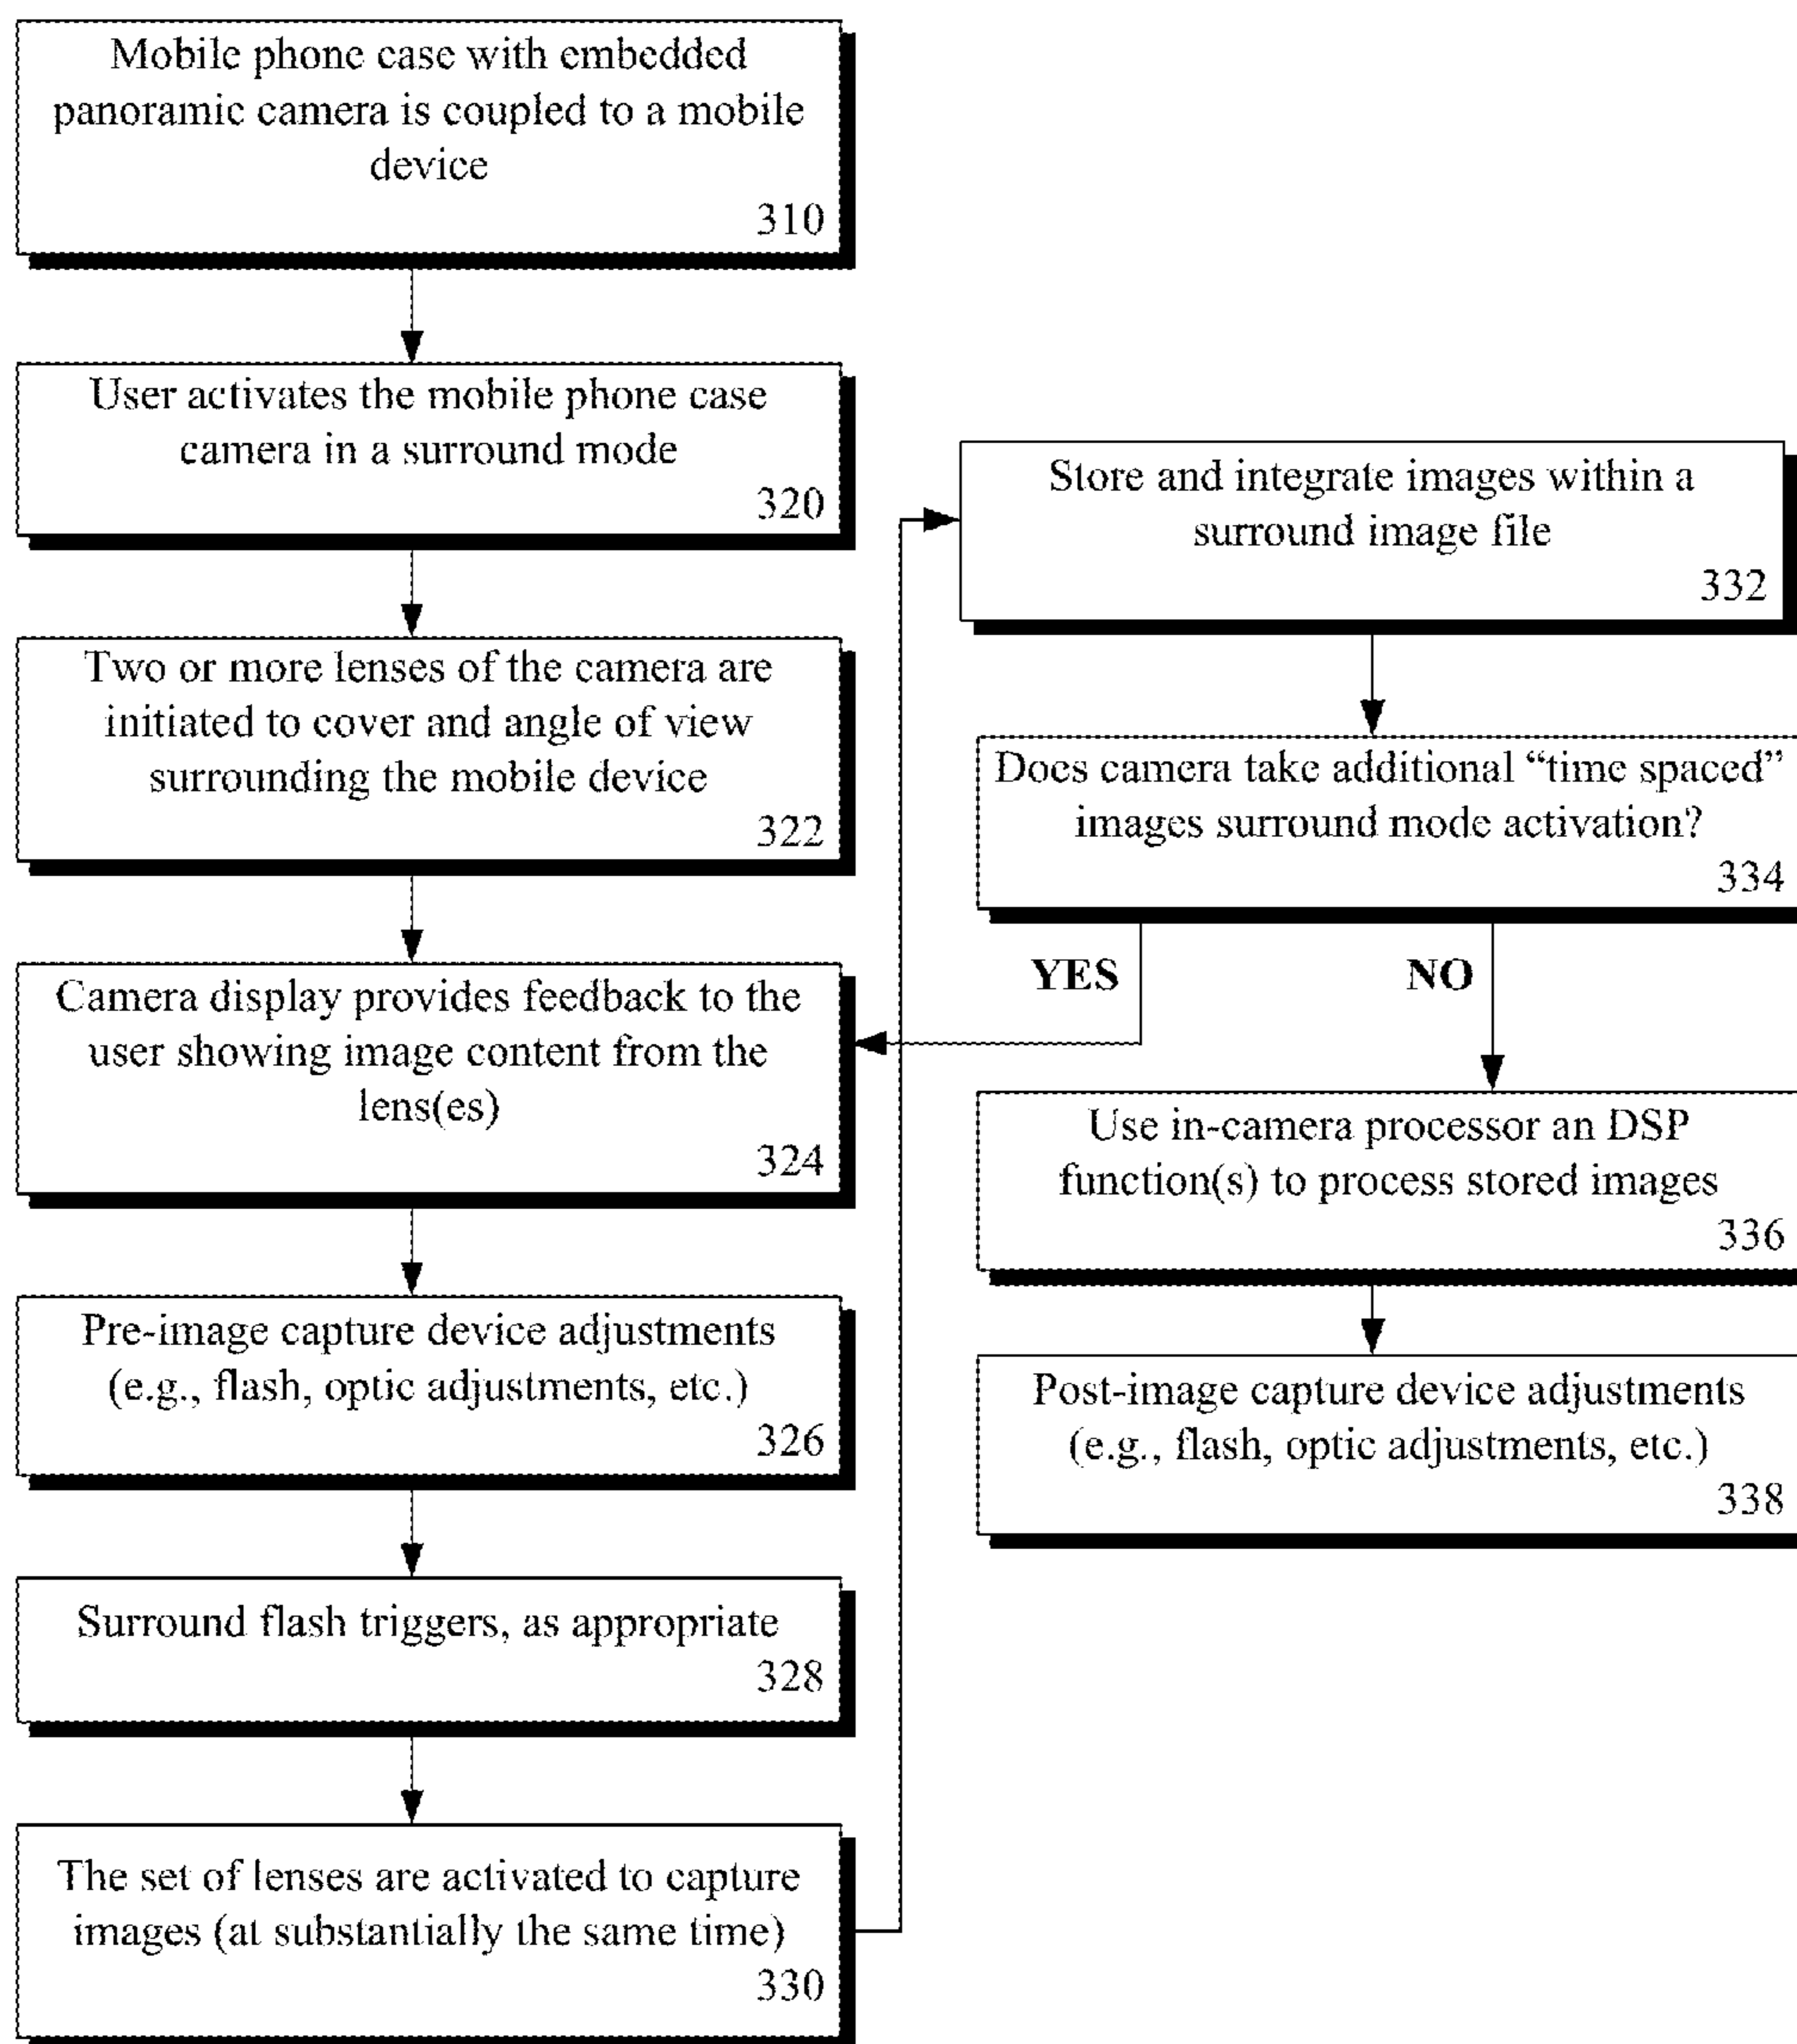 Mobile phone case with embedded
panoramic camera is coupled to a mobile
device
310
User activates the mobile phone case
camera in a surround mode
320
Two or more lenses of the camera are
initiated to cover and angle of view
surrounding the mobile device
322
Camera display provides feedback to the
user showing image content from the
lens(es)
324
Pre-image capture device adjustments
(e.g., flash, optic adjustments, etc.)
326
Surround flash triggers, as appropriate
328
The set of lenses are activated to capture
images (at substantially the same time)
330
Store and integrate images within a
surround image file
332
Does camera take additional “time spaced”
images surround mode activation?
334
YES
NO
Use in-camera processor an DSP
function(s) to process stored images
336
Post-image capture device adjustments
(e.g., flash, optic adjustments, etc.)
338